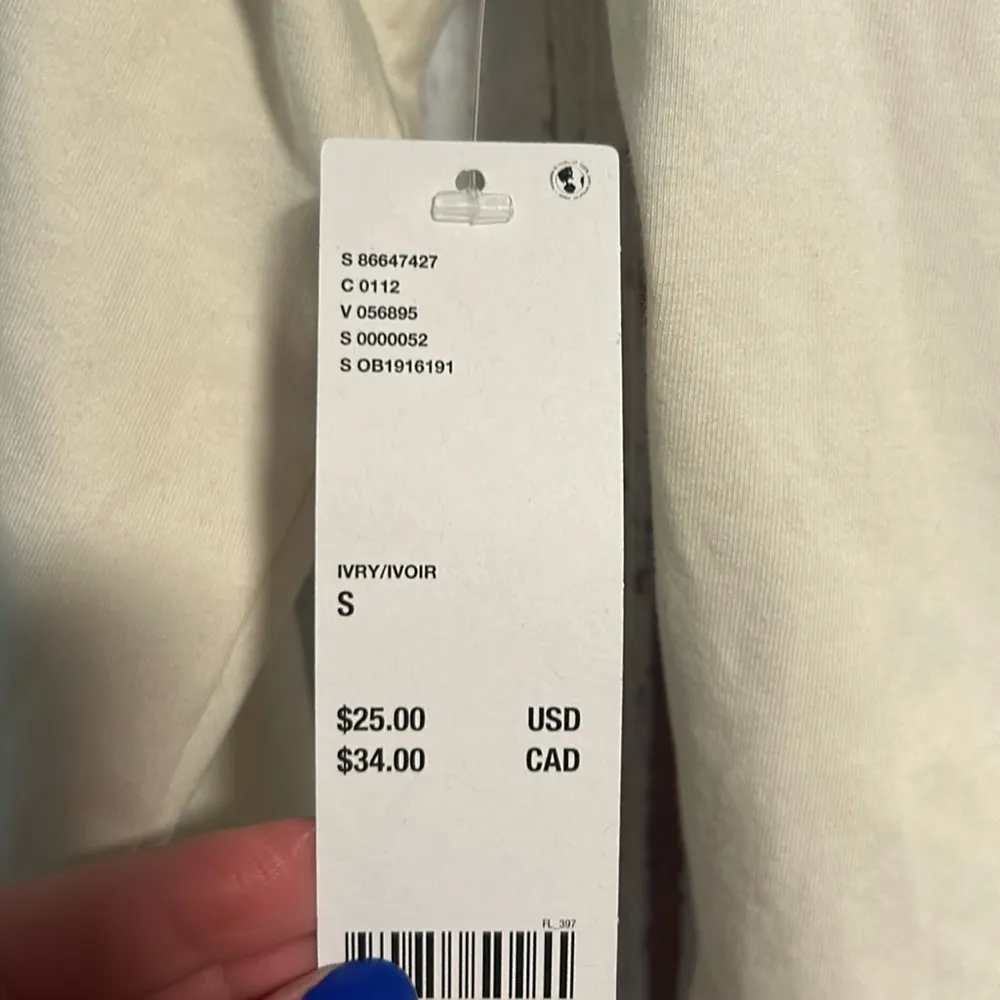 S 86647427
C 0112
V 056895
S 0000052
S OB1916191
IVRY/IVOIR
S
$25.00 USD
$34.00 CAD
FL_397